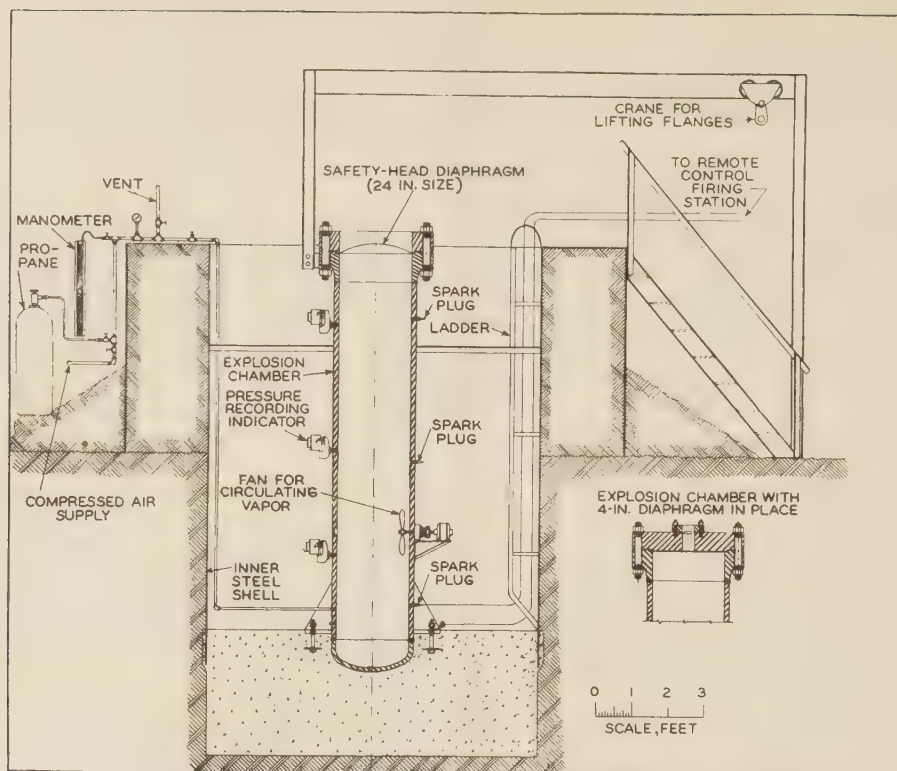 CRANE FOR
LIFTING FLANGES
TO REMOTE
CONTROL
FIRING
STATION
SAFETY-HEAD DIAPHRAGM
(24 IN. SIZE)
VENT
MANOMETER
PRO-
PANE
SPARK
PLUG
LADDER
EXPLOSION
CHAMBER
PRESSURE
RECORDING
INDICATOR
SPARK
PLUG
FAN FOR
CIRCULATING
VAPOR
COMPRESSED AIR
SUPPLY
EXPLOSION CHAMBER WITH
4-IN. DIAPHRAGM IN PLACE
INNER
STEEL
SHELL
SPARK
PLUG
0 1 2 3
SCALE, FEET